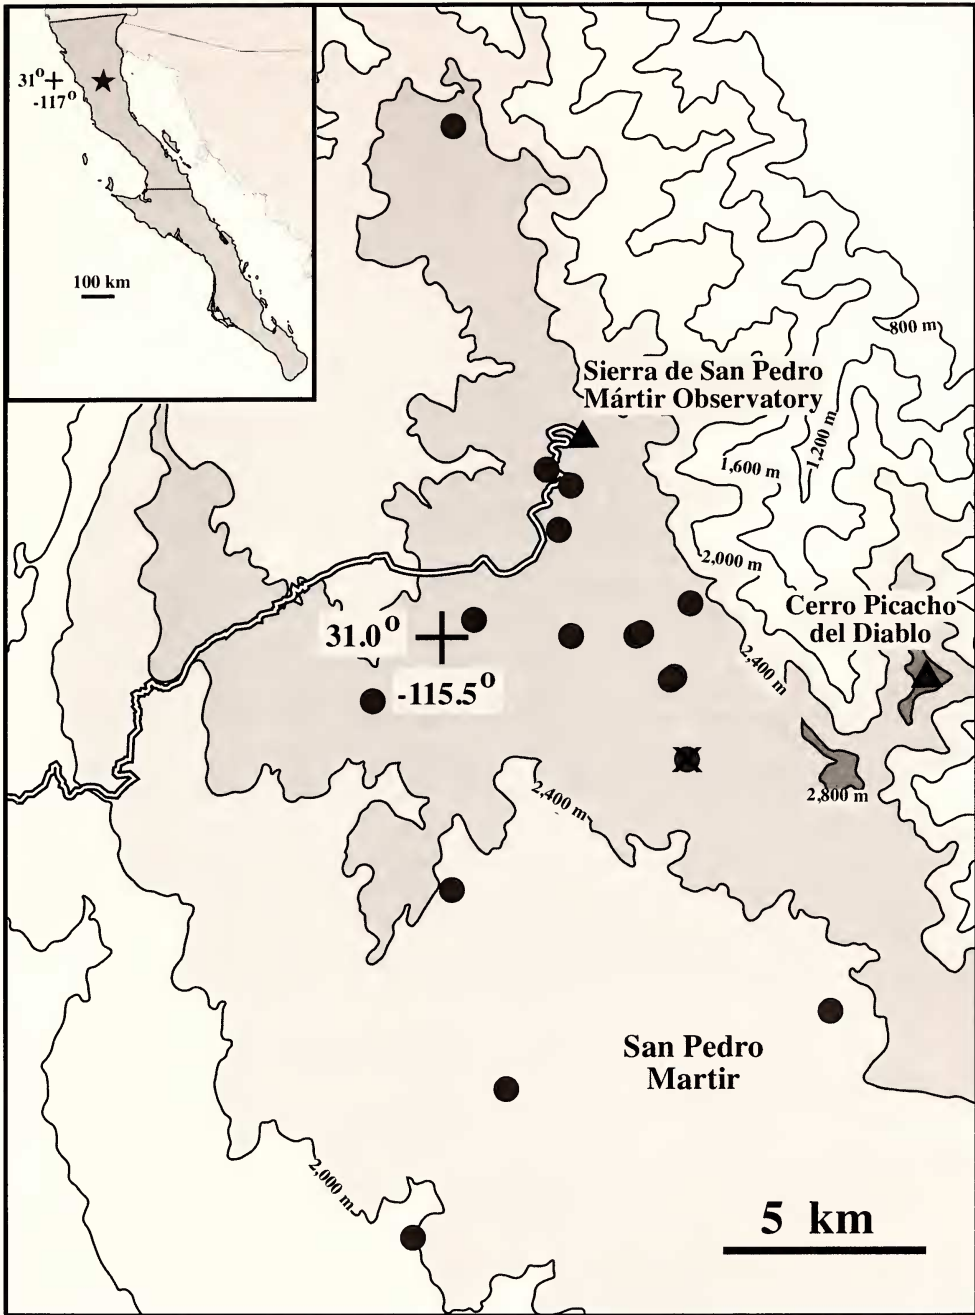 31°
-117°
100 km
800 m
Sierra de San Pedro
Mártir Observatory
1,200 m
1,600 m
2,000 m
Cerro Picacho
del Diablo
31.0°
2,400 m
-115.5°
2,800 m
2,400 m
San Pedro
Martir
2,000 m
5 km